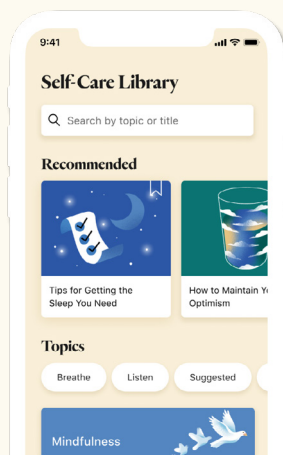 9:41
Self-Care Library
Search by topic or title
Recommended
Tips for Getting the
Sleep You Need
How to Maintain
Optimism
Topics
Breathe
Listen
Suggested
Mindfulness